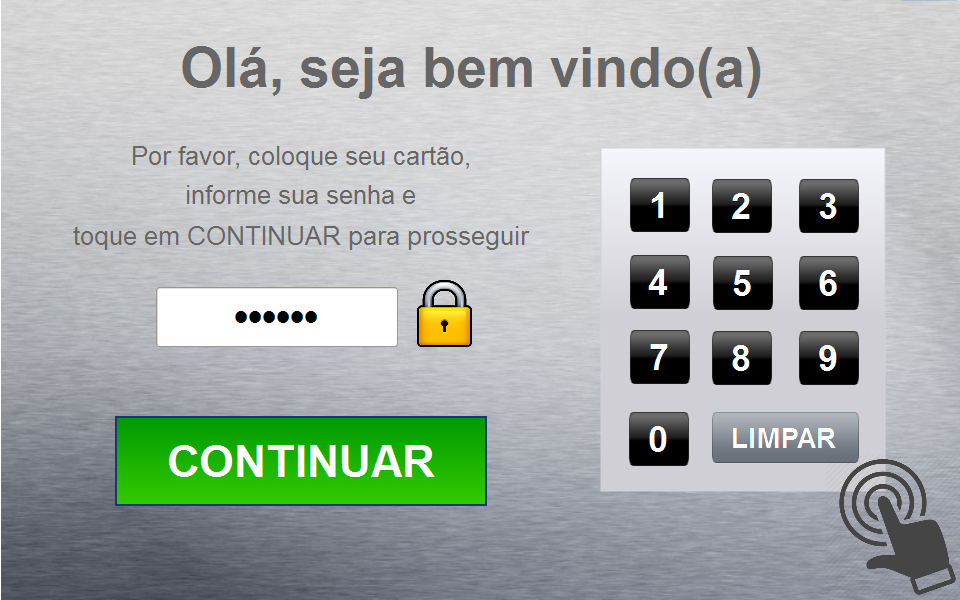 Olá, seja bem vindo(a)
Por favor, coloque seu cartão,
informe sua senha e
toque em CONTINUAR para prosseguir
••••••
CONTINUAR
1 2 3
4 5 6
7 8 9
0 LIMPAR